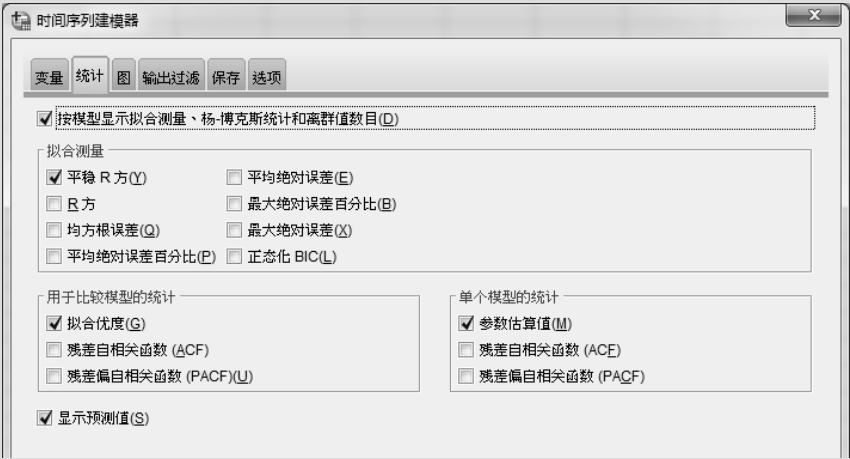 时间序列建模器
变量 统计 图 输出过滤 保存 选项
按模型显示拟合测量、杨-博克斯统计和离群值数目(D)
拟合测量
平稳 R 方(Y) 平均绝对误差(E)
R 方 最大绝对误差百分比(B)
均方根误差(Q) 最大绝对误差(X)
平均绝对误差百分比(P) 正态化 BIC(L)
用于比较模型的统计 单个模型的统计
拟合优度(G) 参数估算值(M)
残差自相关函数 (ACF) 残差自相关函数 (ACF)
残差偏自相关函数 (PACF)(U) 残差偏自相关函数 (PACF)
显示预测值(S)